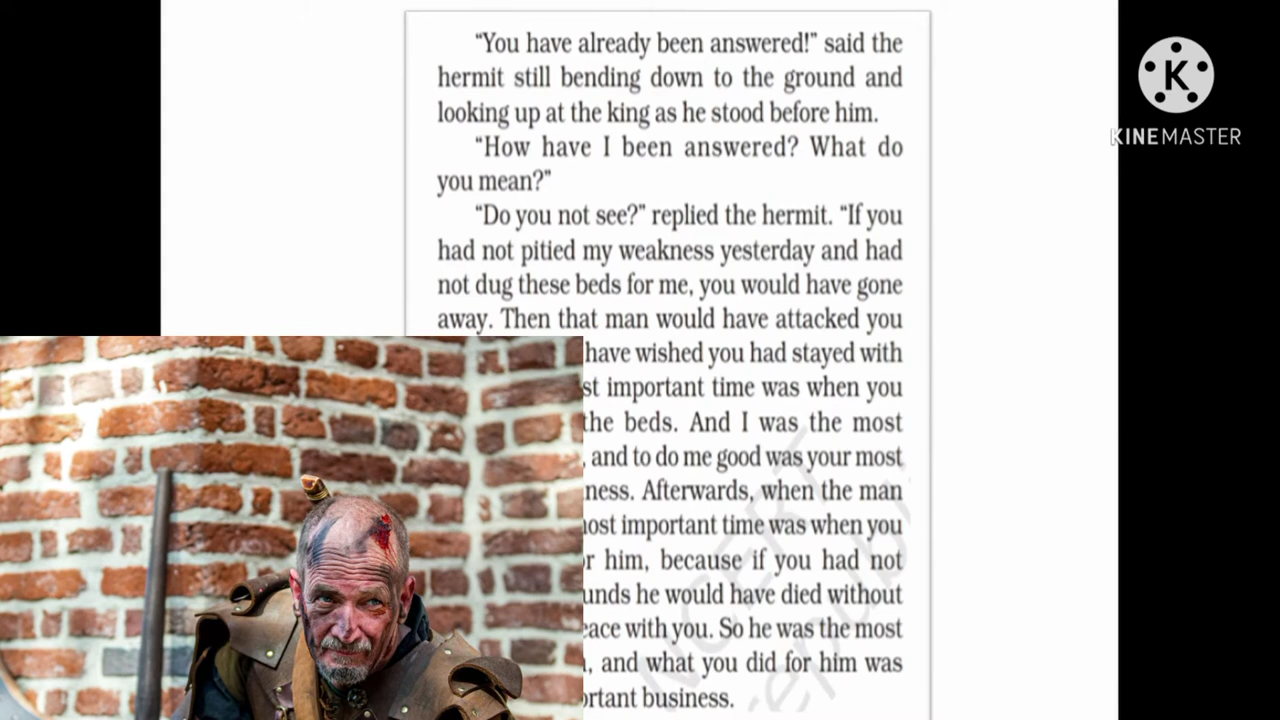 “You have already been answered!” said the
hermit still bending down to the ground and
looking up at the king as he stood before him.
“How have I been answered? What do
you mean?”
“Do you not see?” replied the hermit. “If you
had not pitied my weakness yesterday and had
not dug these beds for me, you would have gone
away. Then that man would have attacked you
have wished you had stayed with
important time was when you
the beds. And I was the most
, and to do me good was your most
Afterwards, when the man
important time was when you
him, because if you had not
he would have died without
with you. So he was the most
, and what you did for him was
business.
KINEMASTER
NCERT